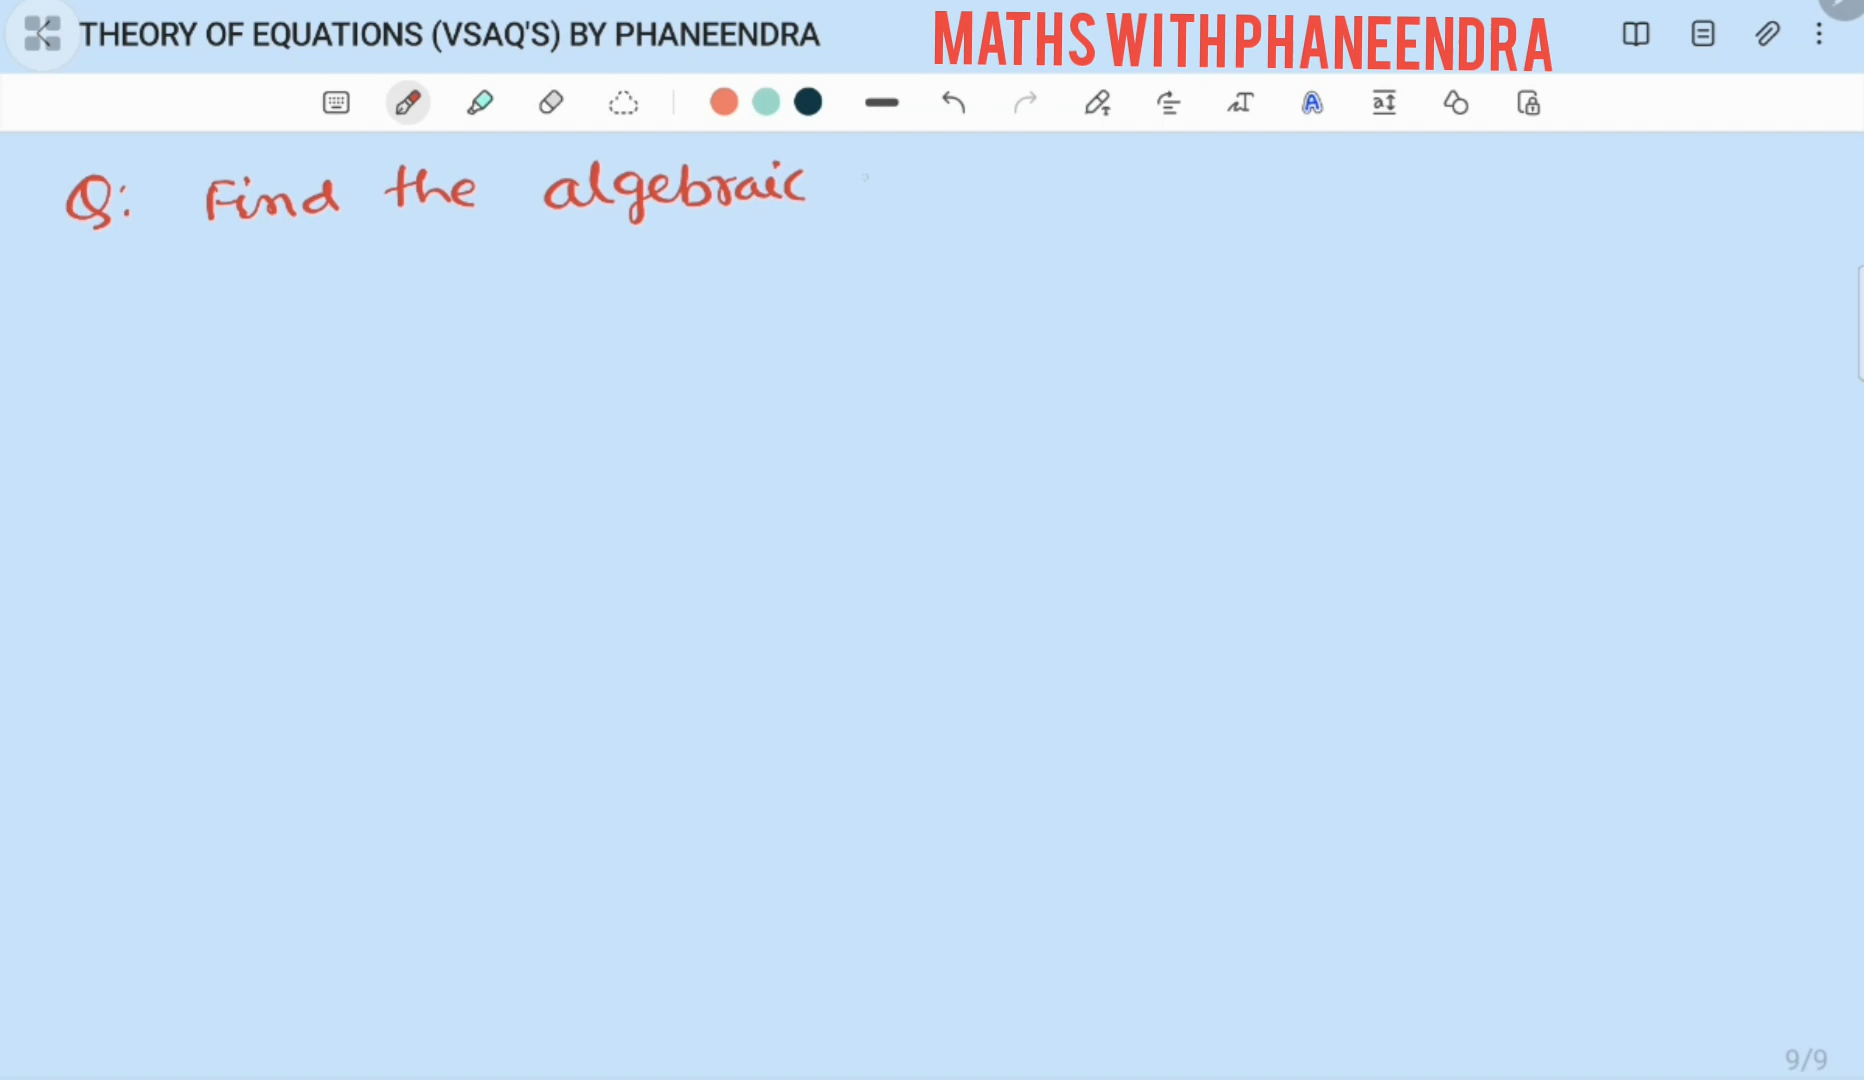 THEORY OF EQUATIONS (VSAQ'S) BY PHANEENDRA
MATHS WITH PHANEENDRA
Q: Find the algebraic
9/9